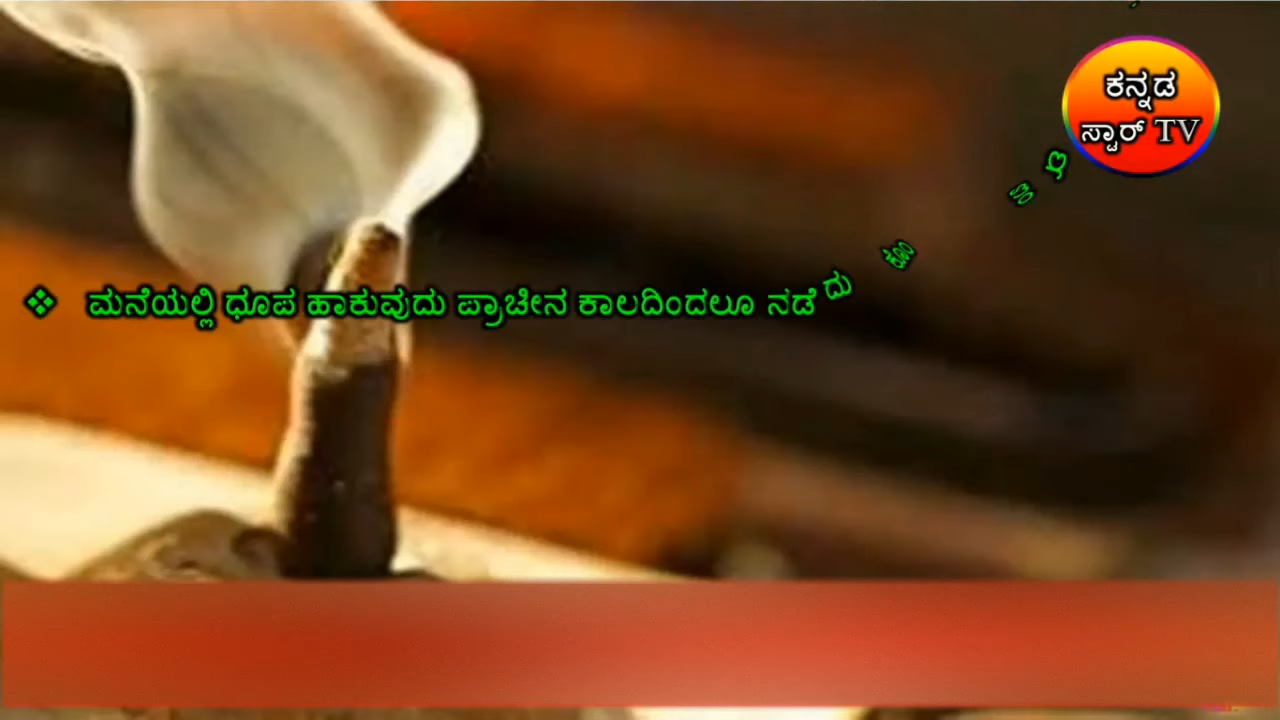 ಕನ್ನಡ
ಸ್ಟಾರ್ TV
❖ ಮನೆಯಲ್ಲಿ ಧೂಪ ಹಾಕುವುದು ಪ್ರಾಚೀನ ಕಾಲದಿಂದಲೂ ನಡೆದು